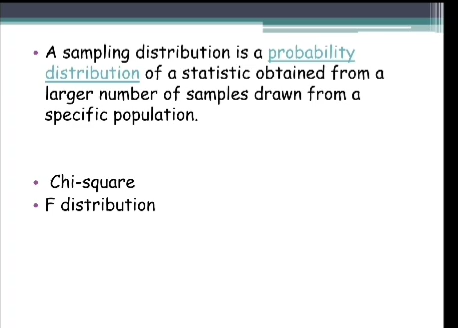 • A sampling distribution is a probability
distribution of a statistic obtained from a
larger number of samples drawn from a
specific population.
• Chi-square
• F distribution